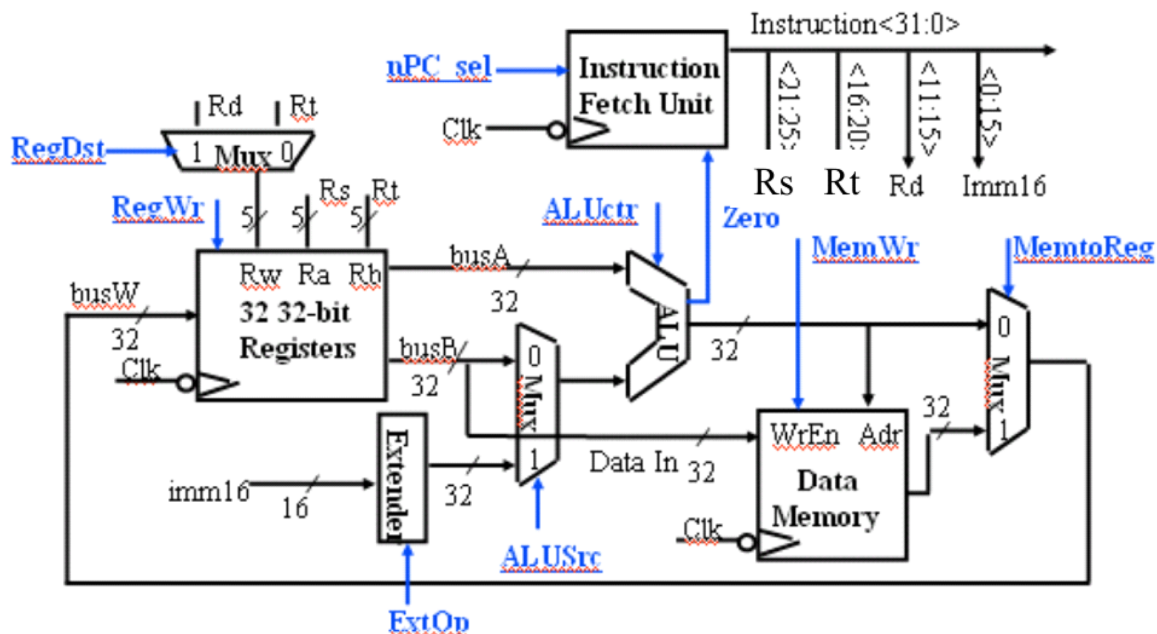 Instruction<31:0>
nPC_sel
Instruction
Fetch Unit
Clk
<21:25>
<16:20>
<11:15>
<0:15>
Rs
Rt
Rd
Imm16
Rd
Rt
RegDst
1 Mux 0
RegWr
5
5
Rs
5
Rt
ALUctr
Zero
MemWr
MemtoReg
busW
32
Rw Ra Rb
32 32-bit
Registers
Clk
busA
32
busB
32
0
Mux
1
ALU
32
0
Mux
1
32
WrEn Adr
Data
Memory
Clk
Data In
32
imm16
16
Extender
32
ALUSrc
ExtOp